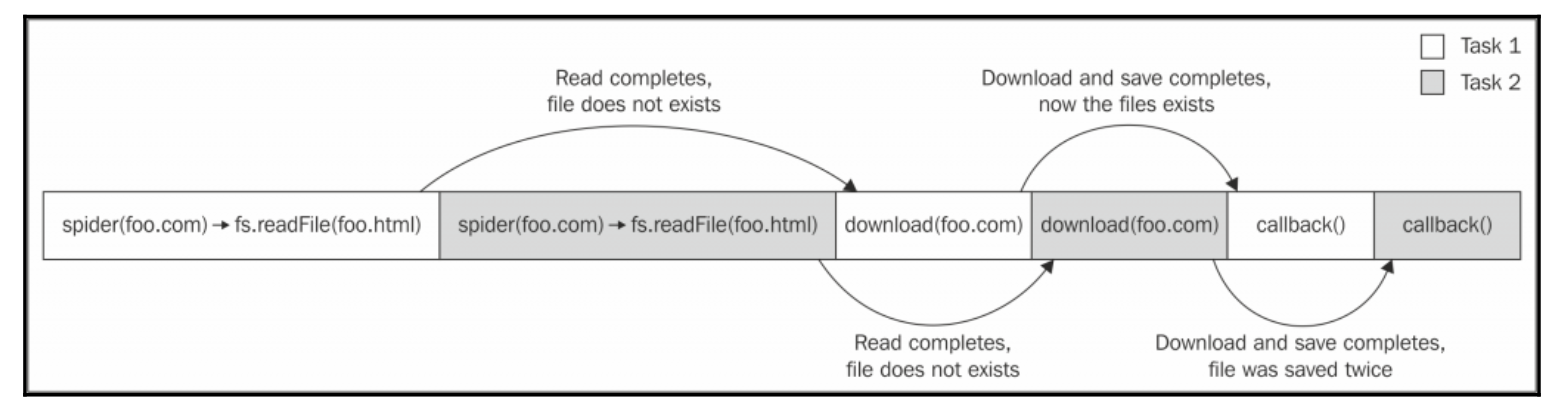 Task 1
Task 2
Read completes,
file does not exists
Download and save completes,
now the files exists
spider(foo.com) → fs.readFile(foo.html)
spider(foo.com) → fs.readFile(foo.html)
download(foo.com)
download(foo.com)
callback()
callback()
Read completes,
file does not exists
Download and save completes,
file was saved twice